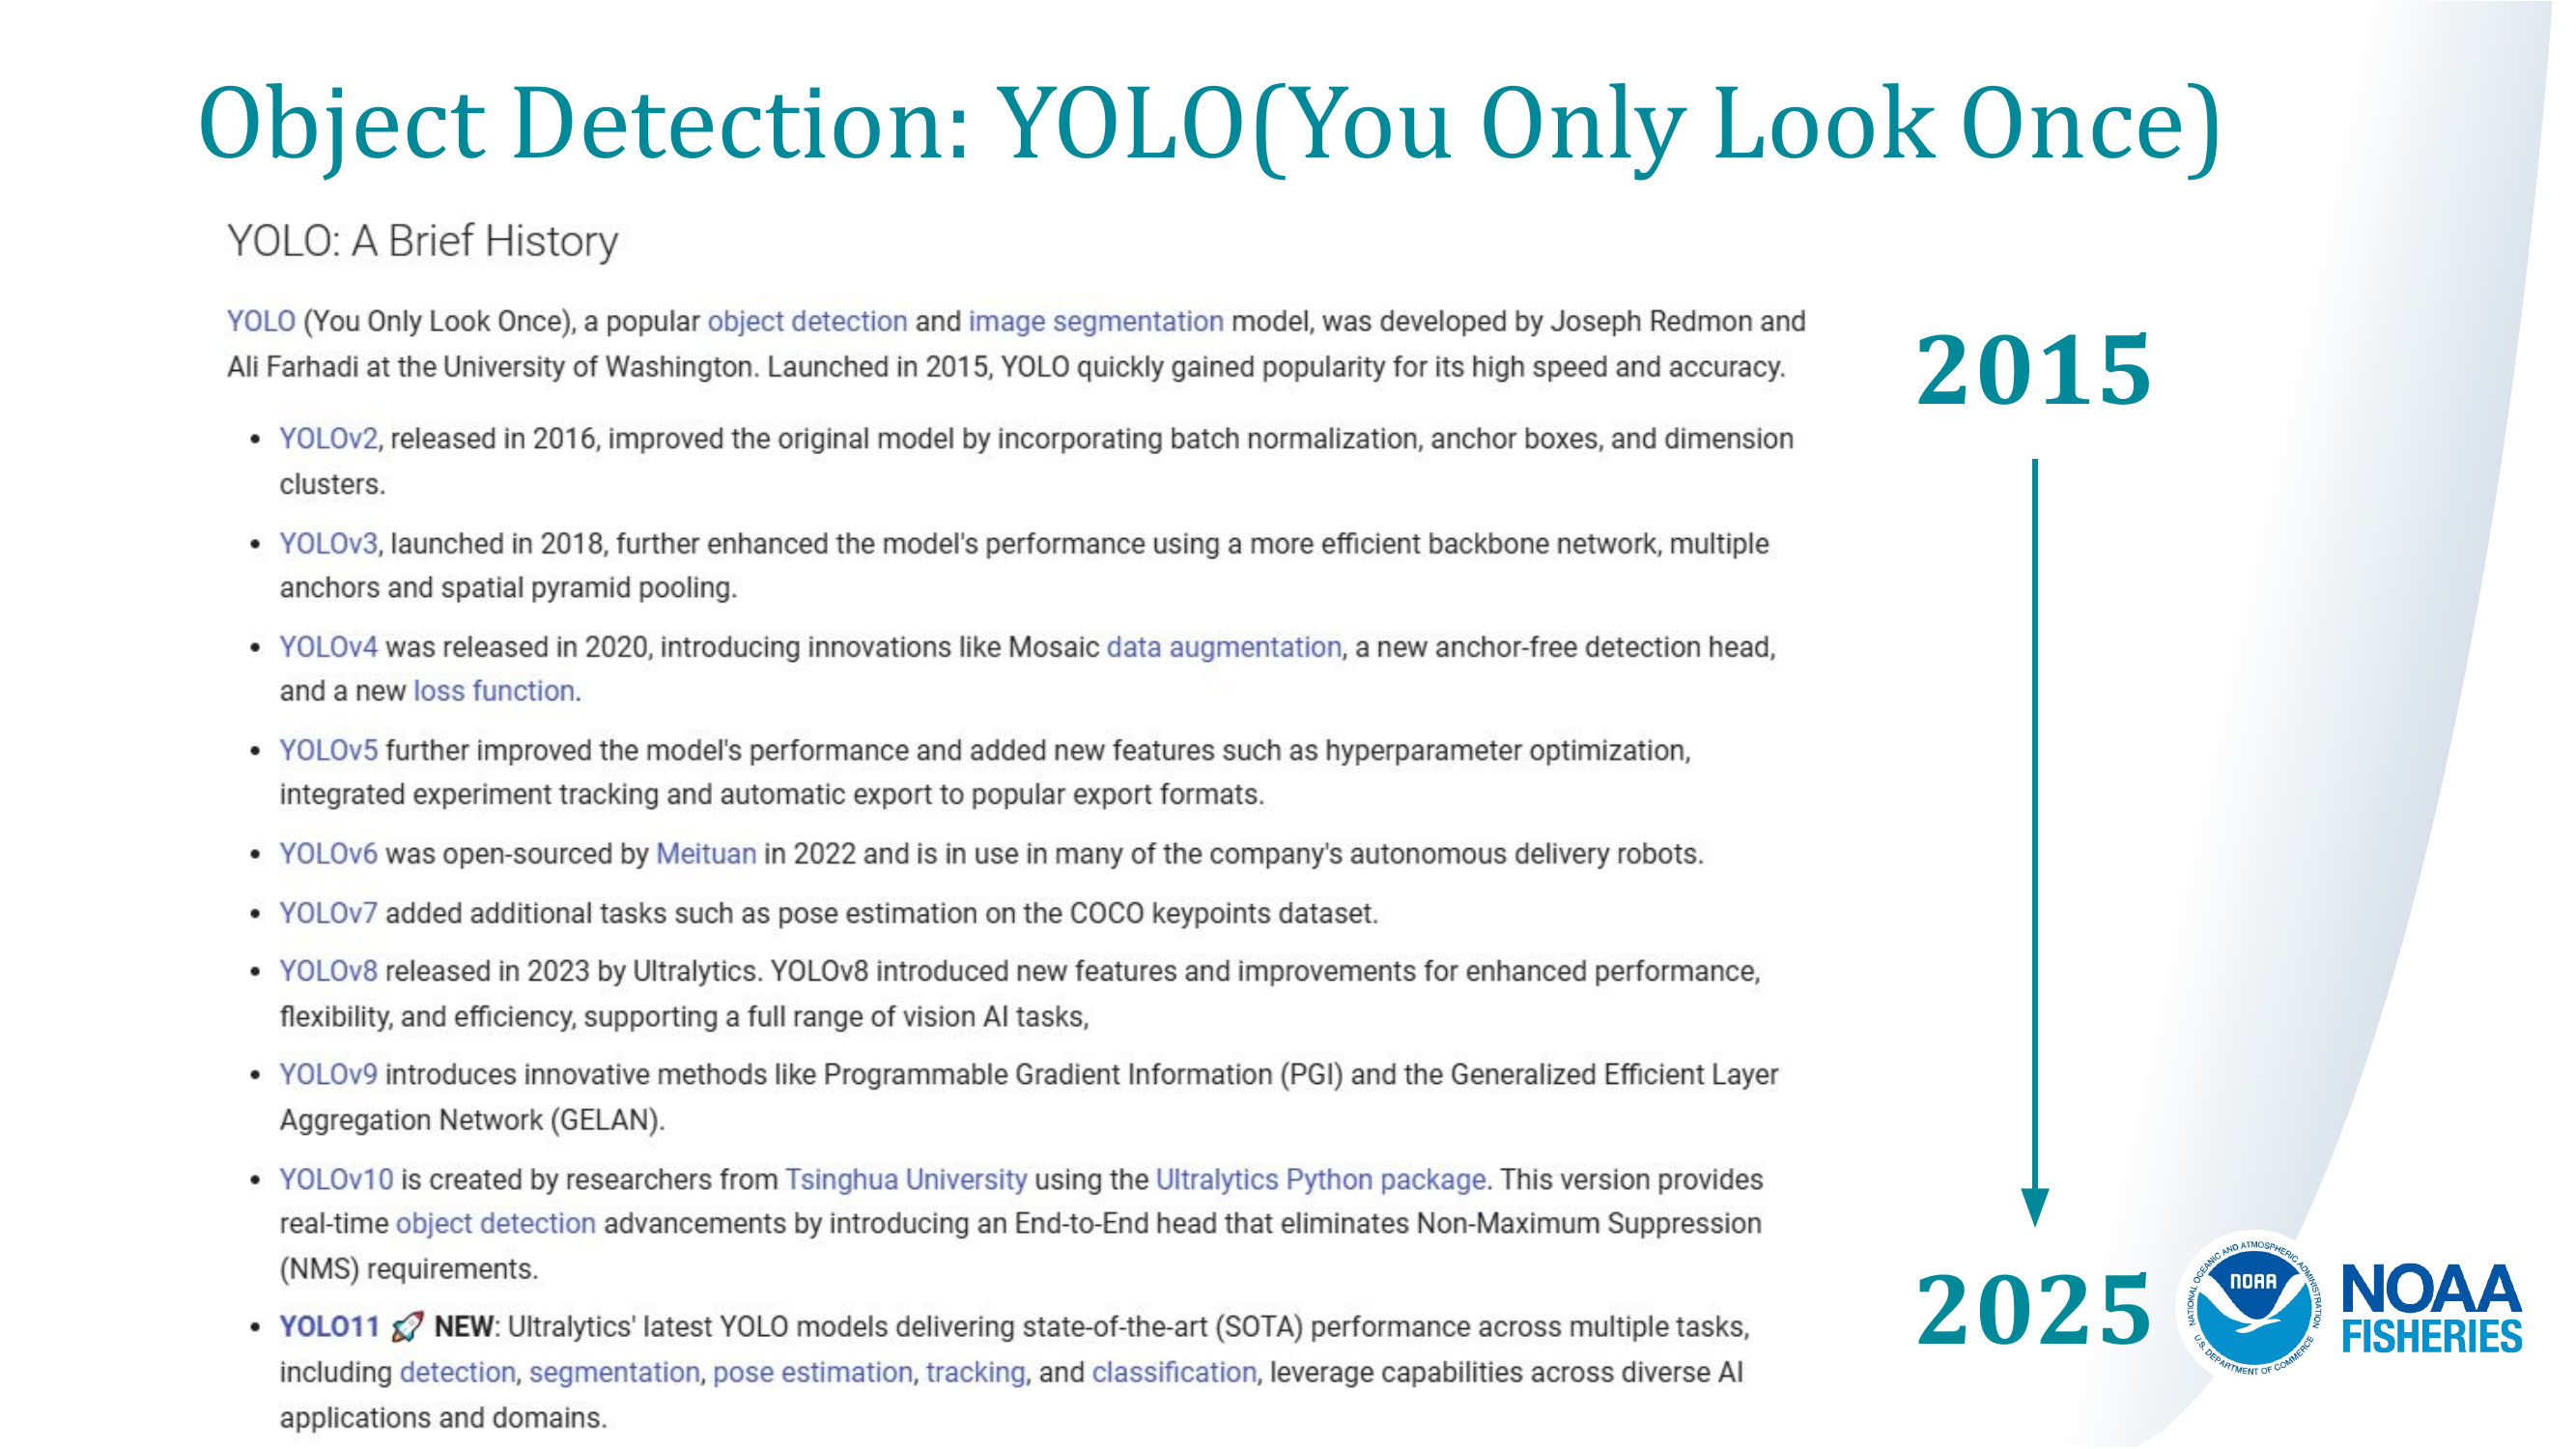 Object Detection: YOLO(You Only Look Once)
YOLO: A Brief History
YOLO (You Only Look Once), a popular object detection and image segmentation model, was developed by Joseph Redmon and
Ali Farhadi at the University of Washington. Launched in 2015, YOLO quickly gained popularity for its high speed and accuracy.
• YOLOv2, released in 2016, improved the original model by incorporating batch normalization, anchor boxes, and dimension
clusters.
• YOLOv3, launched in 2018, further enhanced the model's performance using a more efficient backbone network, multiple
anchors and spatial pyramid pooling.
• YOLOv4 was released in 2020, introducing innovations like Mosaic data augmentation, a new anchor-free detection head,
and a new loss function.
• YOLOv5 further improved the model's performance and added new features such as hyperparameter optimization,
integrated experiment tracking and automatic export to popular export formats.
• YOLOv6 was open-sourced by Meituan in 2022 and is in use in many of the company's autonomous delivery robots.
• YOLOv7 added additional tasks such as pose estimation on the COCO keypoints dataset.
• YOLOv8 released in 2023 by Ultralytics. YOLOv8 introduced new features and improvements for enhanced performance,
flexibility, and efficiency, supporting a full range of vision AI tasks,
• YOLOv9 introduces innovative methods like Programmable Gradient Information (PGI) and the Generalized Efficient Layer
Aggregation Network (GELAN).
• YOLOv10 is created by researchers from Tsinghua University using the Ultralytics Python package. This version provides
real-time object detection advancements by introducing an End-to-End head that eliminates Non-Maximum Suppression
(NMS) requirements.
• YOLO11 🚀 NEW: Ultralytics' latest YOLO models delivering state-of-the-art (SOTA) performance across multiple tasks,
including detection, segmentation, pose estimation, tracking, and classification, leverage capabilities across diverse AI
applications and domains.
2015
2025
NATIONAL OCEANIC AND ATMOSPHERIC ADMINISTRATION
NOAA
U.S. DEPARTMENT OF COMMERCE
NOAA
FISHERIES